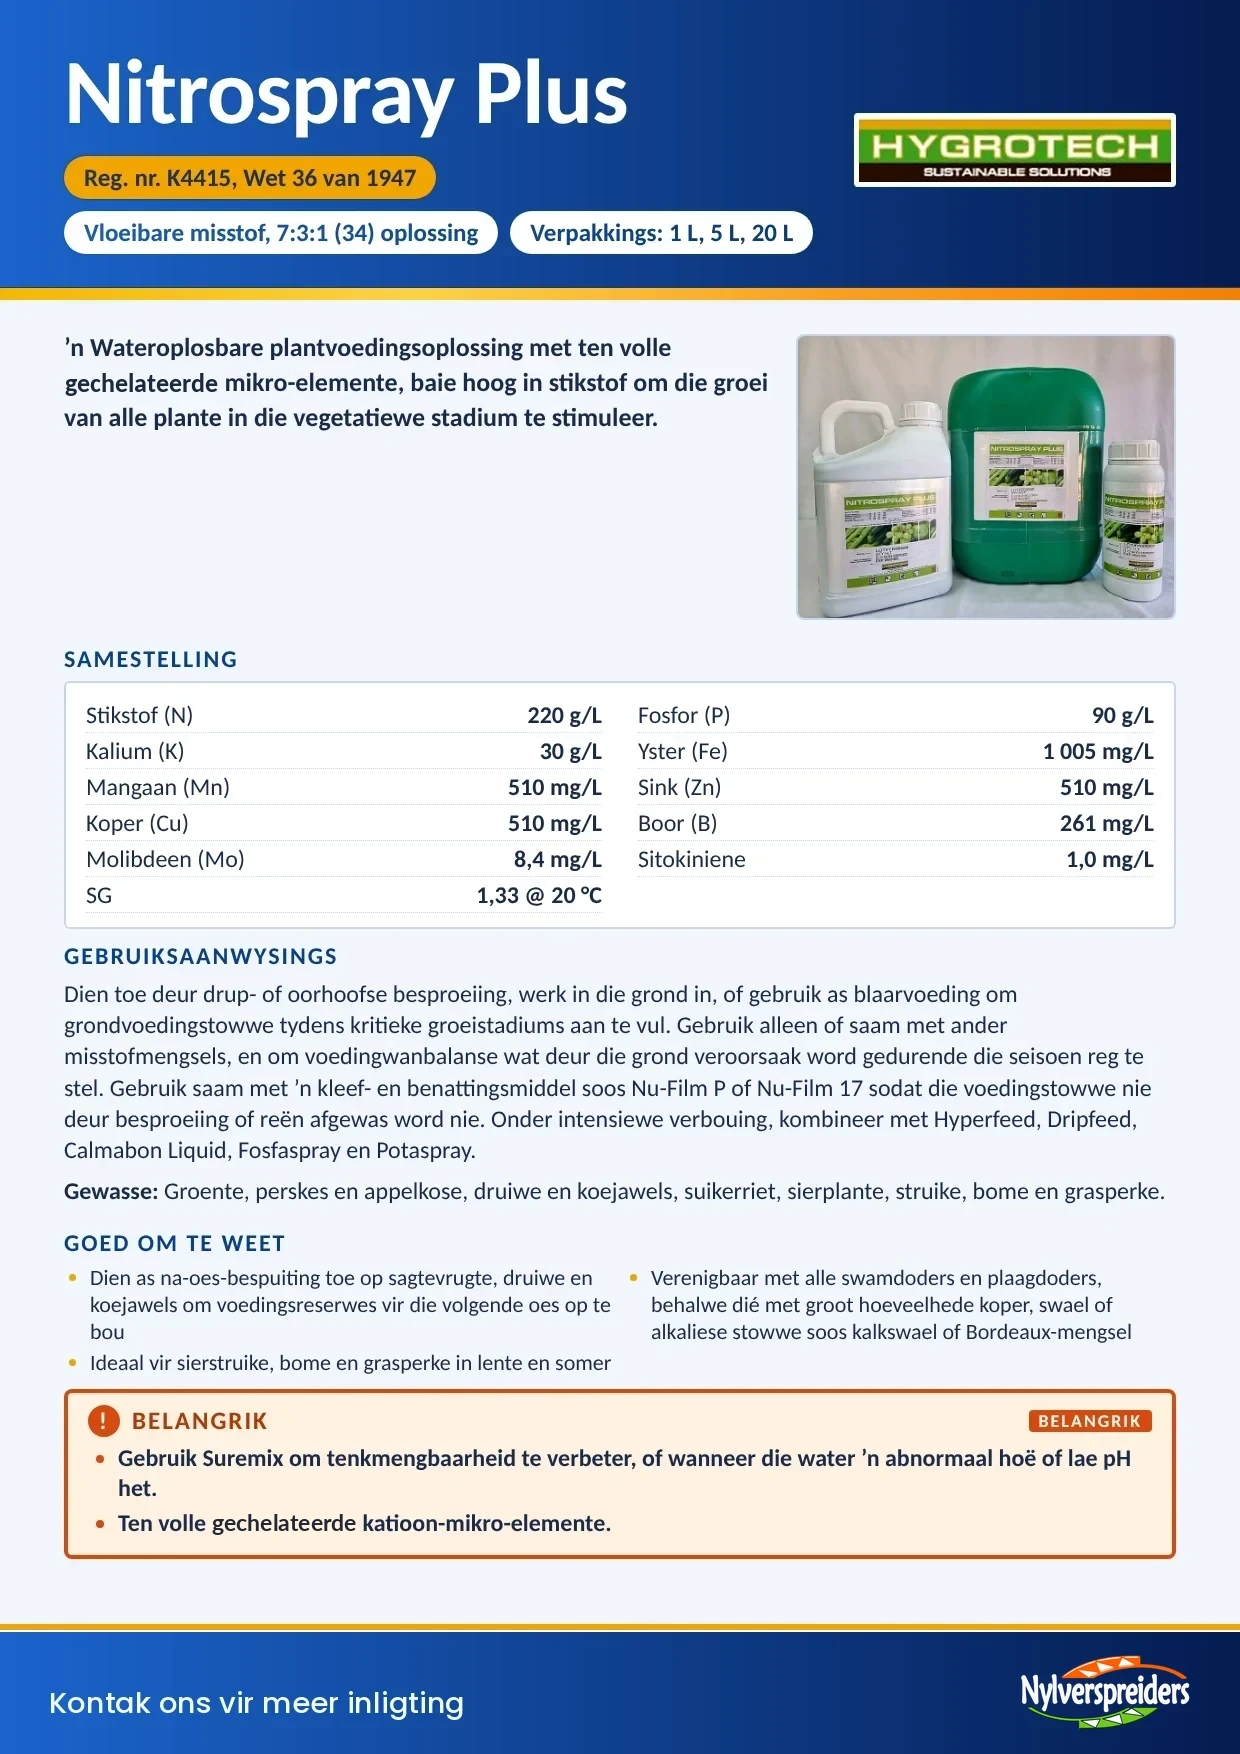 Nitrospray Plus
HYGROTECH
SUSTAINABLE SOLUTIONS
Reg. nr. K4415, Wet 36 van 1947
Vloeibare misstof, 7:3:1 (34) oplossing
Verpakkings: 1 L, 5 L, 20 L
’n Wateroplosbare plantvoedingsoplossing met ten volle
gechelateerde mikro-elemente, baie hoog in stikstof om die groei
van alle plante in die vegetatiewe stadium te stimuleer.
NITROSPRAY PLUS
NITROSPRAY PLUS
NITROSPRAY
SAMESTELLING
Stikstof (N) 220 g/L
Fosfor (P) 90 g/L
Kalium (K) 30 g/L
Yster (Fe) 1 005 mg/L
Mangaan (Mn) 510 mg/L
Sink (Zn) 510 mg/L
Koper (Cu) 510 mg/L
Boor (B) 261 mg/L
Molibdeen (Mo) 8,4 mg/L
Sitokiniene 1,0 mg/L
SG 1,33 @ 20 °C
GEBRUIKSAANWYSINGS
Dien toe deur drup- of oorhoofse besproeiing, werk in die grond in, of gebruik as blaarvoeding om
grondvoedingstowwe tydens kritieke groeistadiums aan te vul. Gebruik alleen of saam met ander
misstofmengsels, en om voedingwanbalanse wat deur die grond veroorsaak word gedurende die seisoen reg te
stel. Gebruik saam met ’n kleef- en benattingsmiddel soos Nu-Film P of Nu-Film 17 sodat die voedingstowwe nie
deur besproeiing of reën afgewas word nie. Onder intensiewe verbouing, kombineer met Hyperfeed, Dripfeed,
Calmabon Liquid, Fosfaspray en Potaspray.
Gewasse: Groente, perskes en appelkose, druiwe en koejawels, suikerriet, sierplante, struike, bome en grasperke.
GOED OM TE WEET
• Dien as na-oes-bespuiting toe op sagtevrugte, druiwe en
koejawels om voedingsreserwes vir die volgende oes op te
bou
• Ideaal vir sierstruike, bome en grasperke in lente en somer
• Verenigbaar met alle swamdoders en plaagdoders,
behalwe dié met groot hoeveelhede koper, swael of
alkaliese stowwe soos kalkswael of Bordeaux-mengsel
! BELANGRIK
BELANGRIK
• Gebruik Suremix om tenkmengbaarheid te verbeter, of wanneer die water ’n abnormaal hoë of lae pH
het.
• Ten volle gechelateerde katioon-mikro-elemente.
Kontak ons vir meer inligting
Nylverspreiders